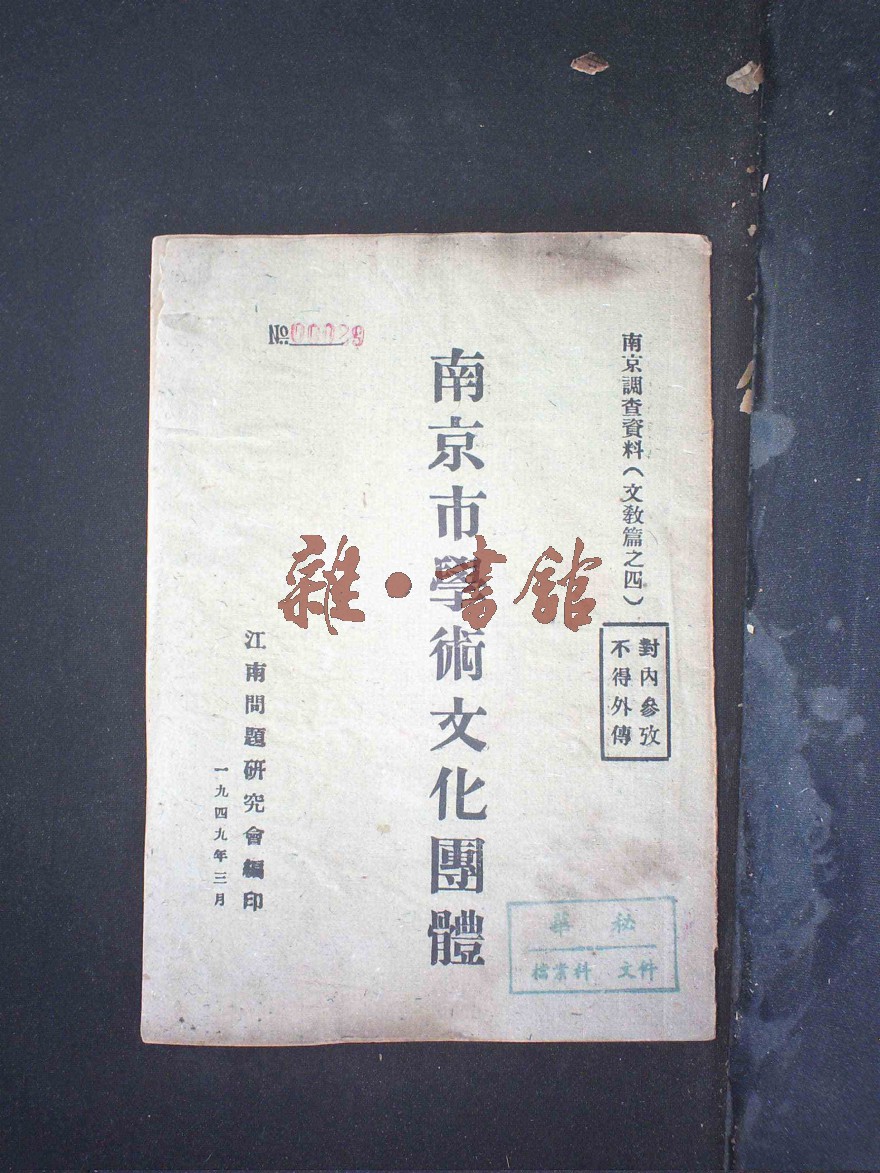 南京調查資料(文教篇之四)
對內參攷
不得外傳
南京市學術文化團體
№ 00029
江南問題研究會編印
一九四九年三月
華 秘
檔案科 文件
雜·書館